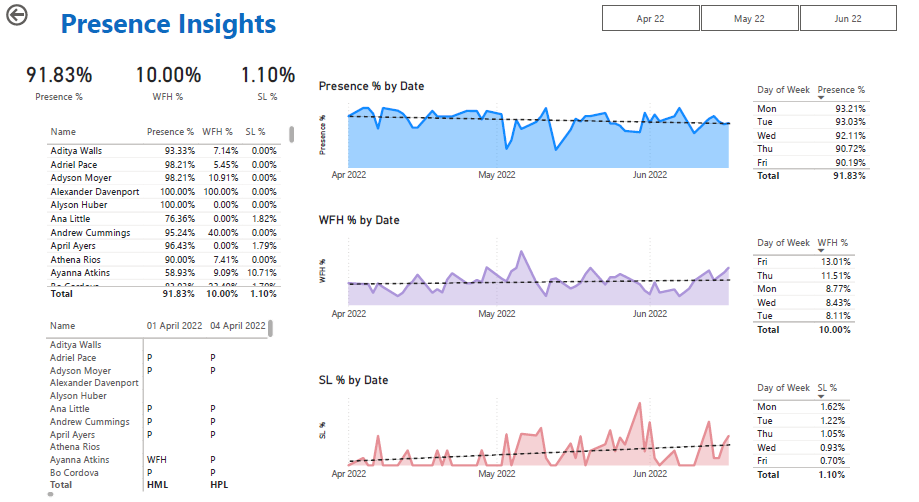 Presence Insights
Apr 22 May 22 Jun 22
91.83% 10.00% 1.10%
Presence % WFH % SL %
Name Presence % WFH % SL %
Aditya Walls 93.33% 7.14% 0.00%
Adriel Pace 98.21% 5.45% 0.00%
Adyson Moyer 98.21% 10.91% 0.00%
Alexander Davenport 100.00% 100.00% 0.00%
Alyson Huber 100.00% 0.00% 0.00%
Ana Little 76.36% 0.00% 1.82%
Andrew Cummings 95.24% 40.00% 0.00%
April Ayers 96.43% 0.00% 1.79%
Athena Rios 90.00% 7.41% 0.00%
Ayanna Atkins 58.93% 9.09% 10.71%
Total 91.83% 10.00% 1.10%
Name 01 April 2022 04 April 2022
Aditya Walls
Adriel Pace P P
Adyson Moyer P P
Alexander Davenport
Alyson Huber
Ana Little P P
Andrew Cummings P P
April Ayers P P
Athena Rios
Ayanna Atkins WFH P
Bo Cordova P P
Total HML HPL
Presence % by Date
Presence %
Apr 2022 May 2022 Jun 2022
WFH % by Date
WFH %
Apr 2022 May 2022 Jun 2022
SL % by Date
SL %
Apr 2022 May 2022 Jun 2022
Day of Week Presence %
Mon 93.21%
Tue 93.03%
Wed 92.11%
Thu 90.72%
Fri 90.19%
Total 91.83%
Day of Week WFH %
Fri 13.01%
Thu 11.51%
Mon 8.77%
Wed 8.43%
Tue 8.11%
Total 10.00%
Day of Week SL %
Mon 1.62%
Tue 1.22%
Thu 1.05%
Wed 0.93%
Fri 0.70%
Total 1.10%